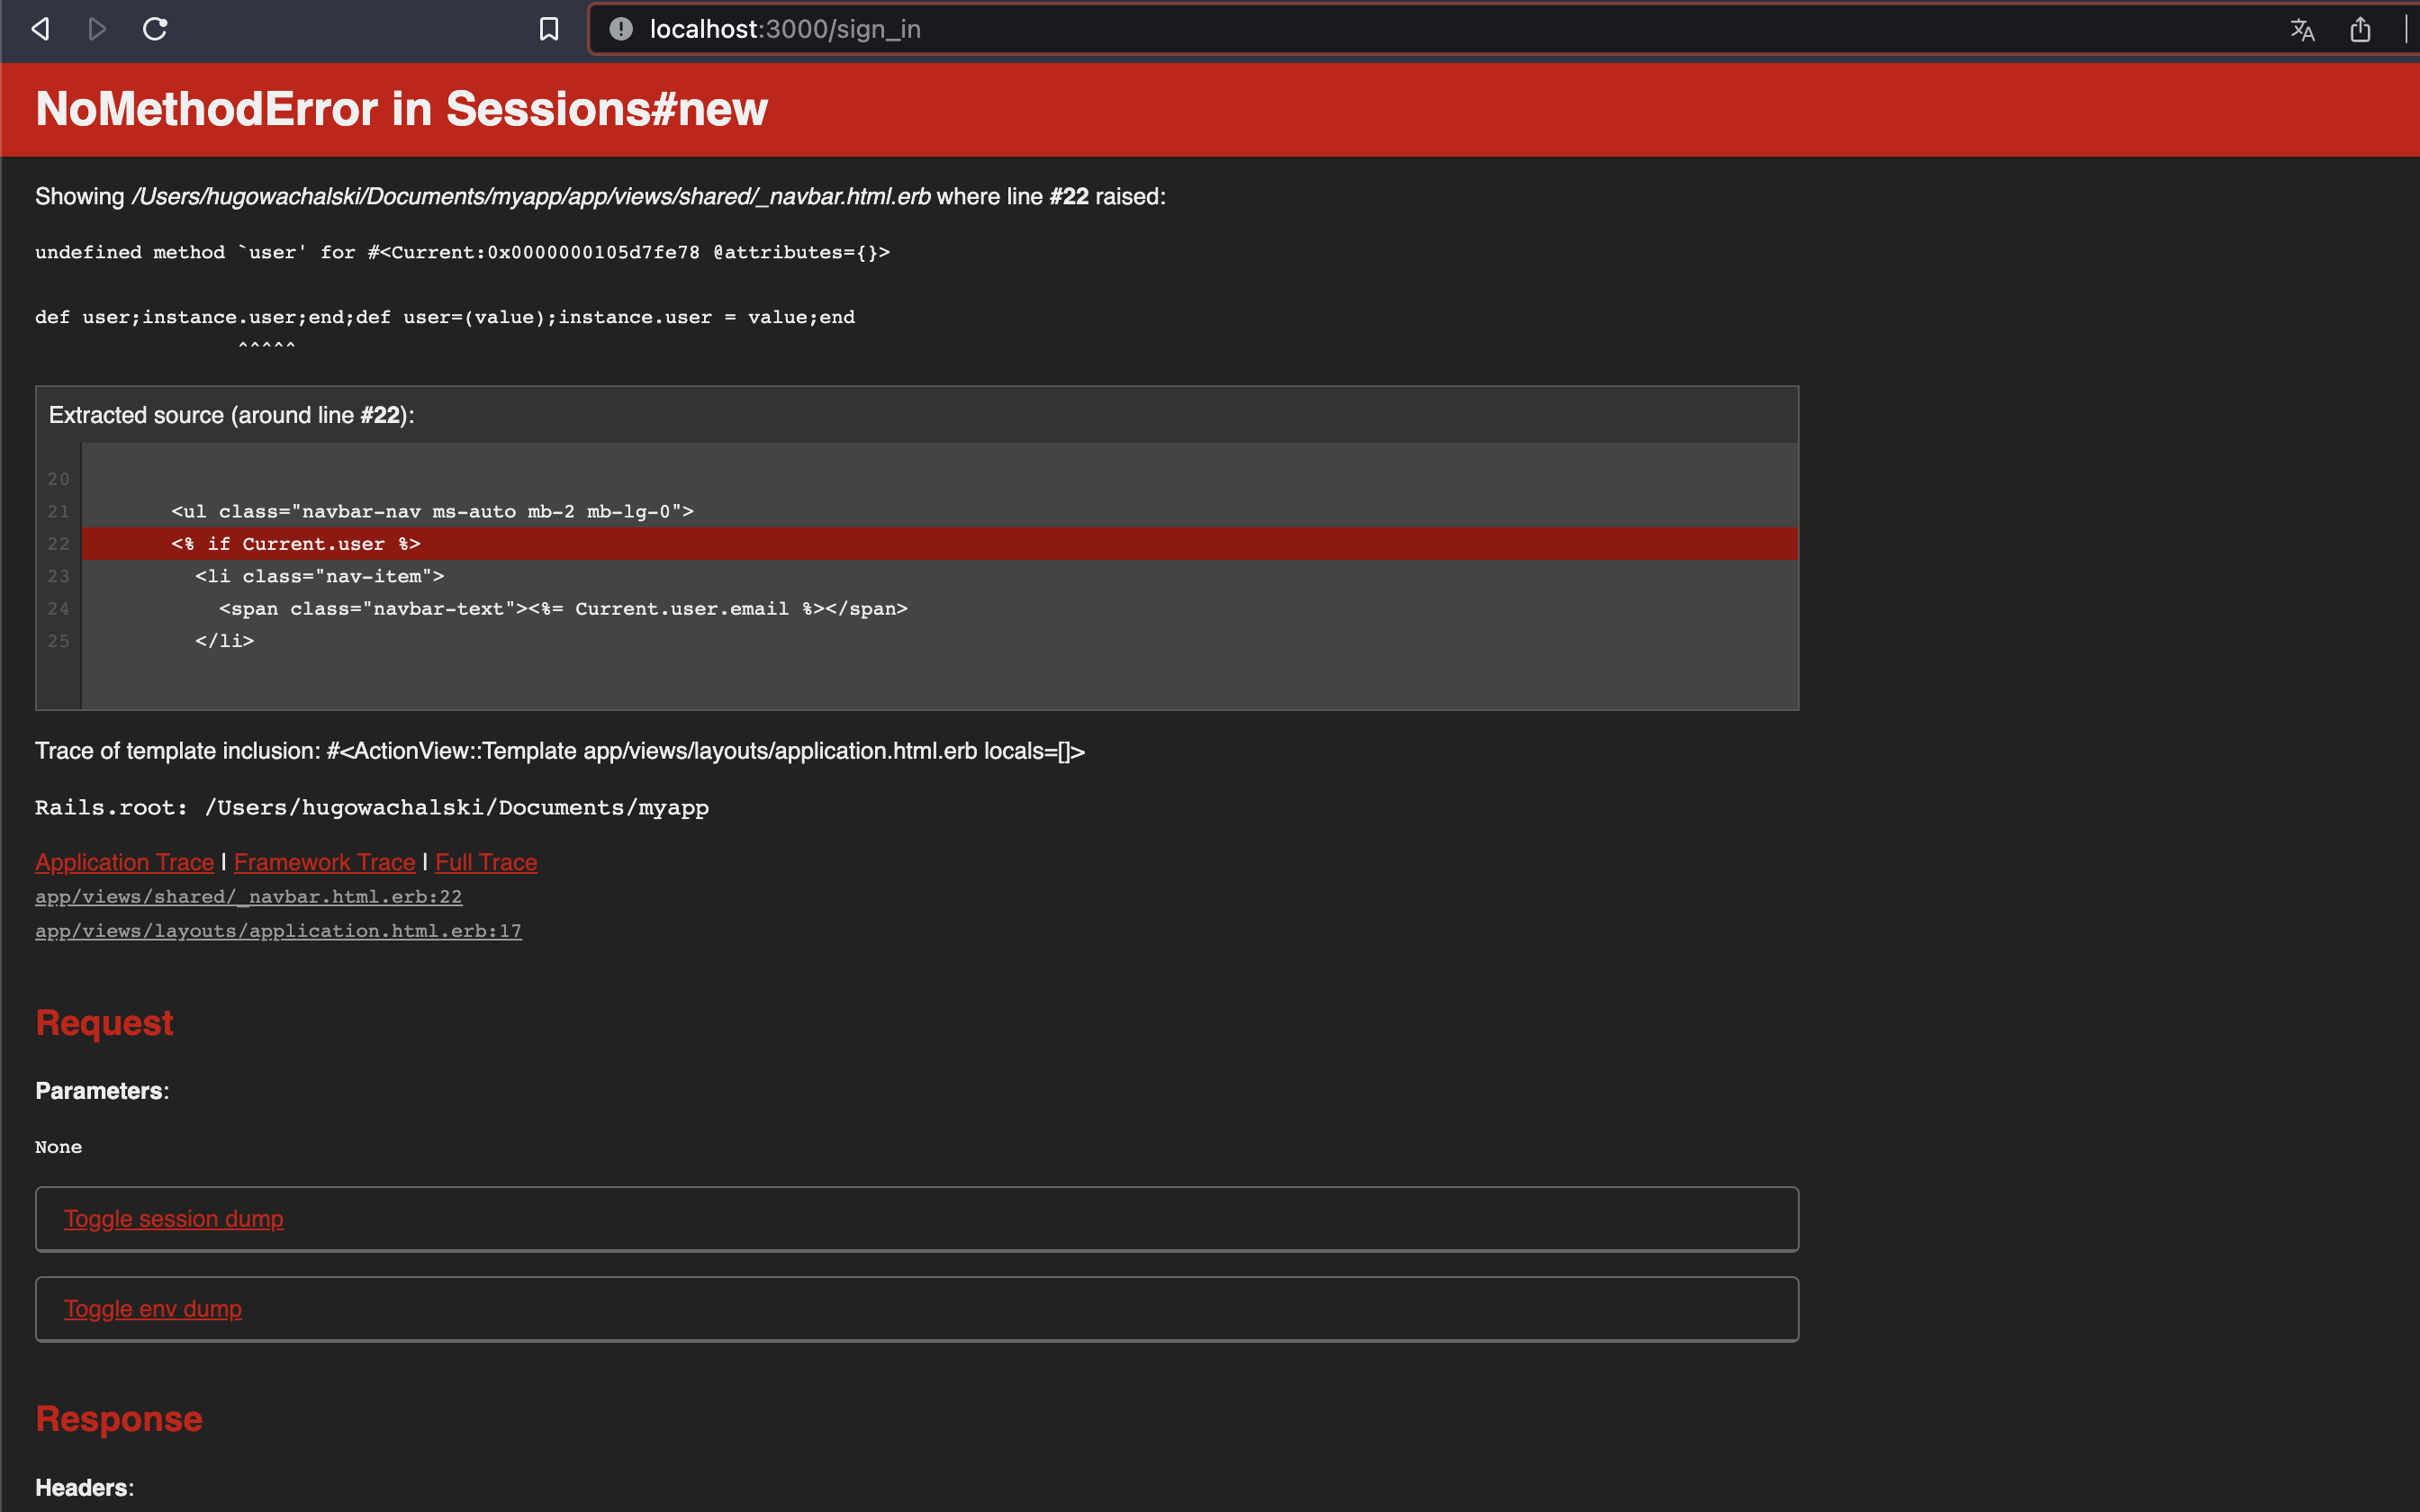 localhost:3000/sign_in
NoMethodError in Sessions#new
Showing /Users/hugowachalski/Documents/myapp/app/views/shared/_navbar.html.erb where line #22 raised:
undefined method `user' for #<Current:0x0000000105d7fe78 @attributes={}>
def user;instance.user;end;def user=(value);instance.user = value;end
^^^^^
Extracted source (around line #22):
20
21 <ul class="navbar-nav ms-auto mb-2 mb-lg-0">
22 <% if Current.user %>
23 <li class="nav-item">
24 <span class="navbar-text"><%= Current.user.email %></span>
25 </li>
Trace of template inclusion: #<ActionView::Template app/views/layouts/application.html.erb locals=[]>
Rails.root: /Users/hugowachalski/Documents/myapp
Application Trace | Framework Trace | Full Trace
app/views/shared/_navbar.html.erb:22
app/views/layouts/application.html.erb:17
Request
Parameters:
None
Toggle session dump
Toggle env dump
Response
Headers: